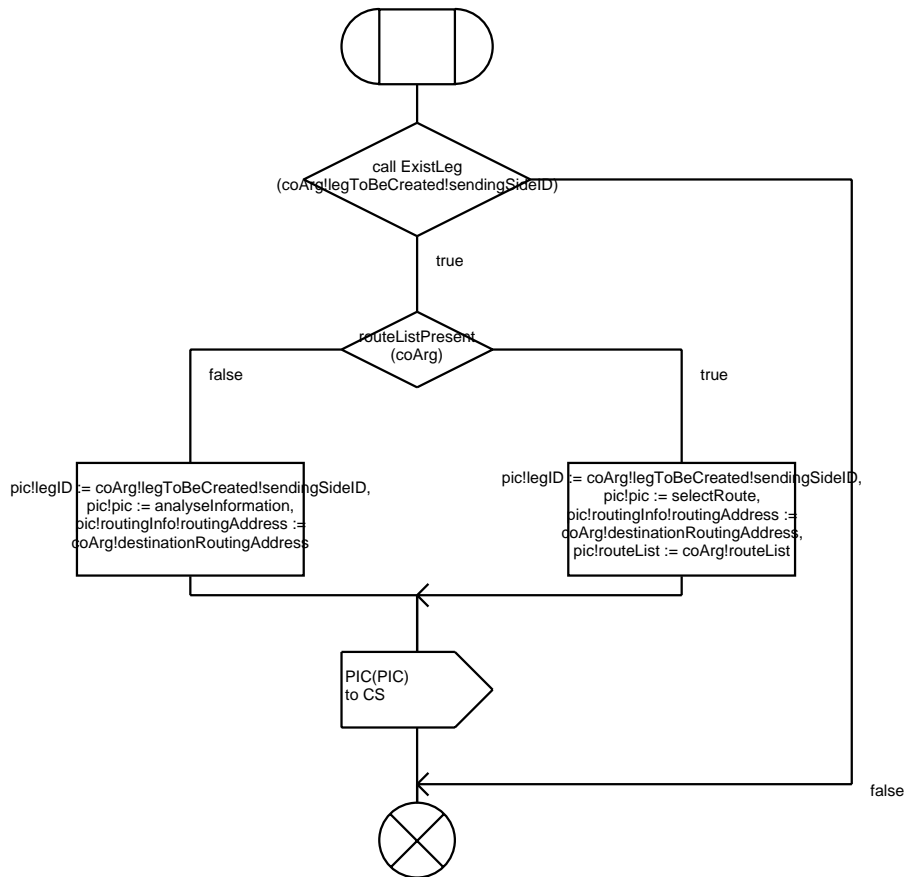 call ExistLeg
(coArg!legToBeCreated!sendingSideID)
true
routeListPresent
(coArg)
false
true
pic!legID := coArg!legToBeCreated!sendingSideID,
pic!pic := analyseInformation,
pic!routingInfo!routingAddress :=
coArg!destinationRoutingAddress
pic!legID := coArg!legToBeCreated!sendingSideID,
pic!pic := selectRoute,
pic!routingInfo!routingAddress :=
coArg!destinationRoutingAddress,
pic!routeList := coArg!routeList
PIC(PIC)
to CS
false